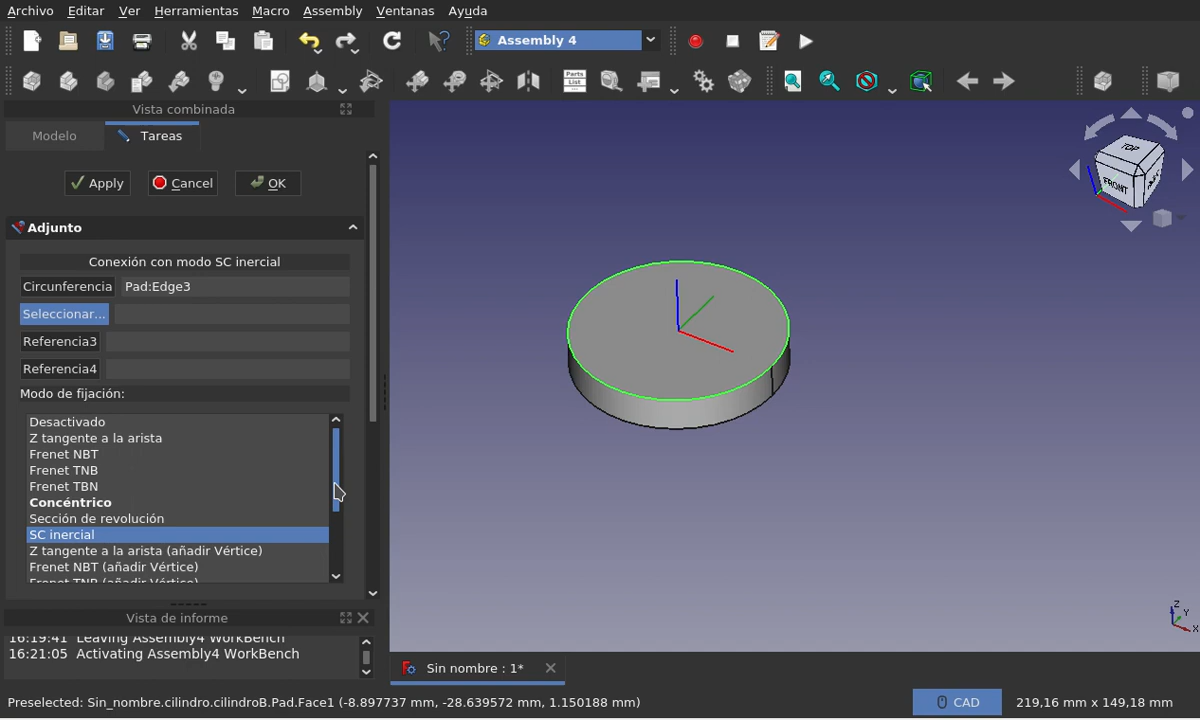 Archivo Editar Ver Herramientas Macro Assembly Ventanas Ayuda
Assembly 4
Parts List
Vista combinada
Modelo Tareas
Apply Cancel OK
Adjunto
Conexión con modo SC inercial
Circunferencia Pad:Edge3
Seleccionar...
Referencia3
Referencia4
Modo de fijación:
Desactivado
Z tangente a la arista
Frenet NBT
Frenet TNB
Frenet TBN
Concéntrico
Sección de revolución
SC inercial
Z tangente a la arista (añadir Vértice)
Frenet NBT (añadir Vértice)
Frenet TNB (añadir Vértice)
TOP
FRONT
Z
Y
X
Vista de informe
16:19:41 Leaving Assembly4 WorkBench
16:21:05 Activating Assembly4 WorkBench
Sin nombre : 1*
Preselected: Sin_nombre.cilindro.cilindroB.Pad.Face1 (-8.897737 mm, -28.639572 mm, 1.150188 mm)
CAD
219,16 mm x 149,18 mm